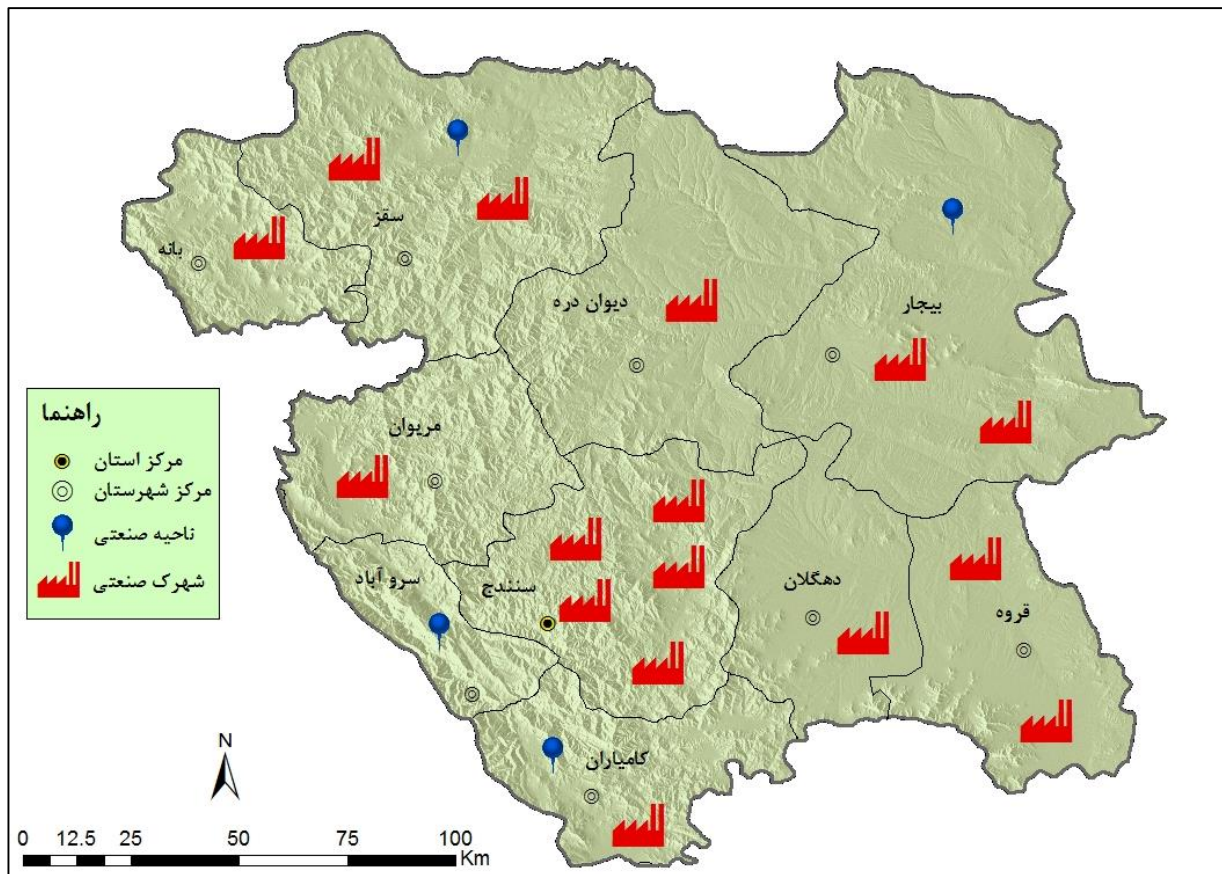 سقز
بانه
دیوان دره
بیجار
مریوان
سرو آباد
سنندج
دهگلان
قروه
کامیاران
راهنما
مرکز استان
مرکز شهرستان
ناحیه صنعتی
شهرک صنعتی
N
0 12.5 25 50 75 100
Km